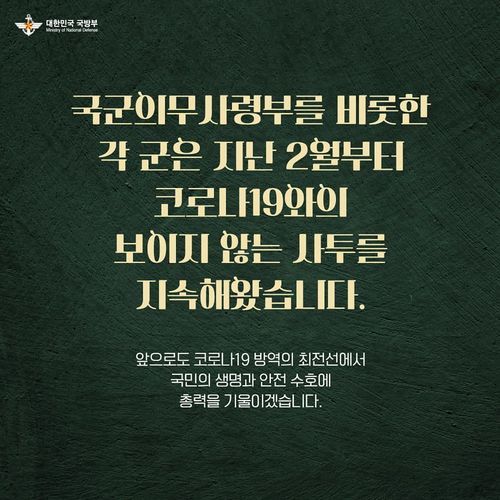 대한민국 국방부
Ministry of National Defense
국군의무사령부를 비롯한
각 군은 지난 2월부터
코로나19와의
보이지 않는 사투를
지속해왔습니다.
앞으로도 코로나19 방역의 최전선에서
국민의 생명과 안전 수호에
총력을 기울이겠습니다.